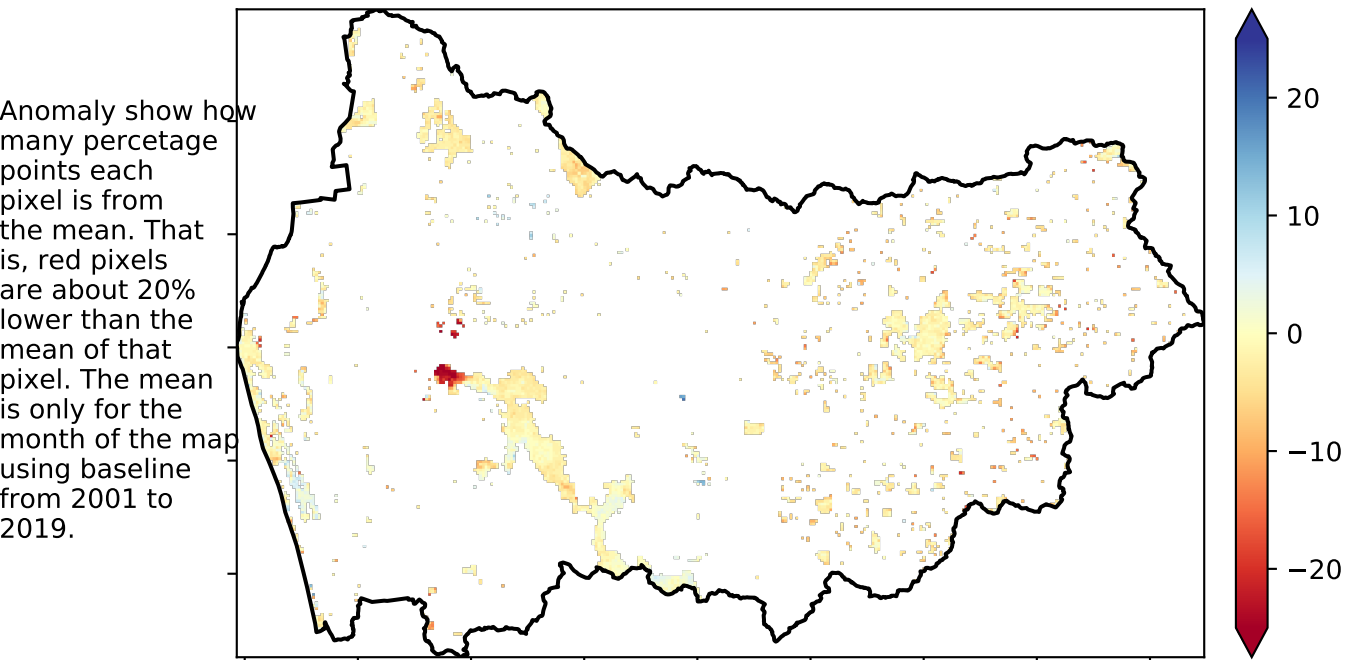 Anomaly show how
many percetage
points each
pixel is from
the mean. That
is, red pixels
are about 20%
lower than the
mean of that
pixel. The mean
is only for the
month of the map
using baseline
from 2001 to
2019.
20
10
0
−10
−20